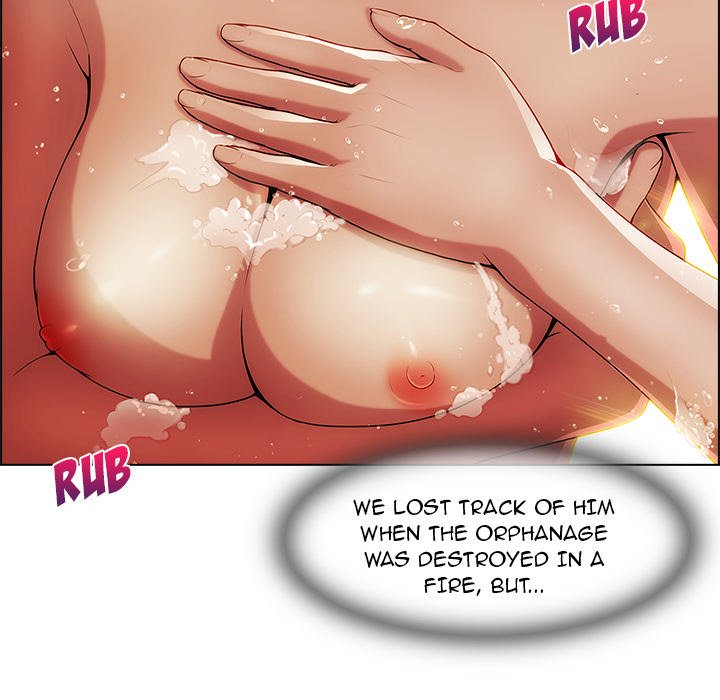 RUB
RUB
WE LOST TRACK OF HIM
WHEN THE ORPHANAGE
WAS DESTROYED IN A
FIRE, BUT...